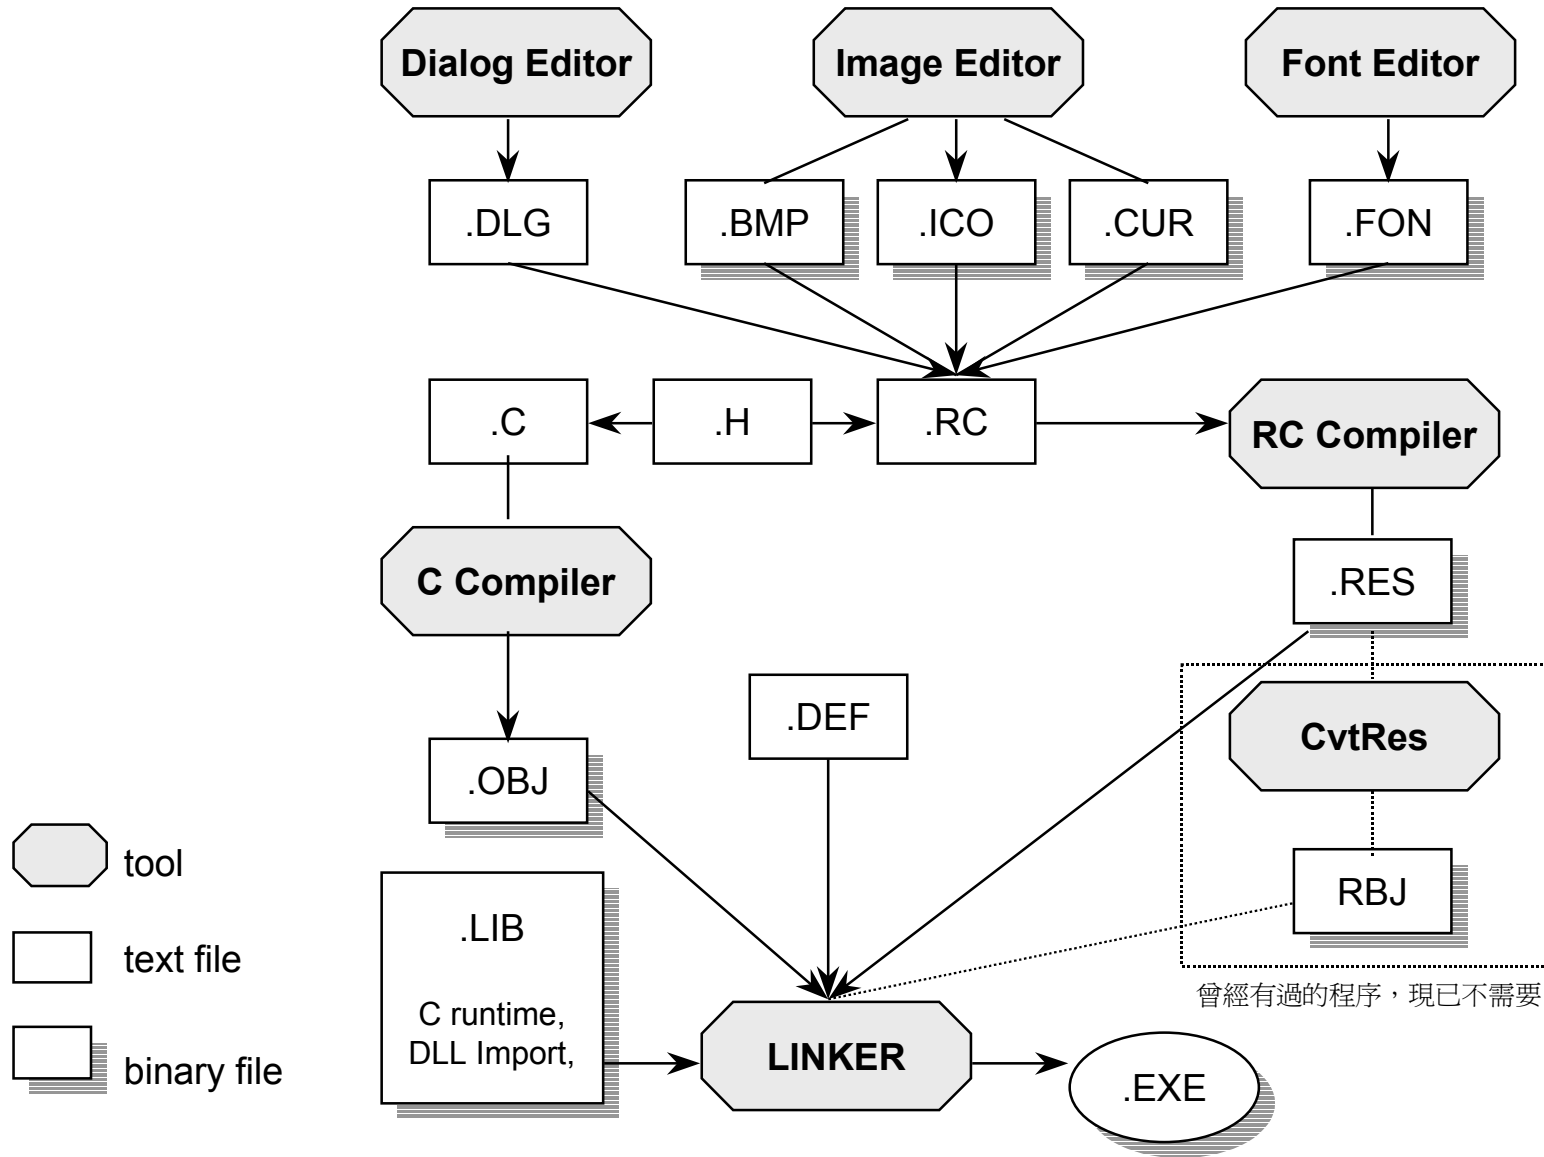 Dialog Editor
Image Editor
Font Editor
.DLG
.BMP
.ICO
.CUR
.FON
.C
.H
.RC
RC Compiler
C Compiler
.RES
.DEF
CvtRes
.OBJ
RBJ
tool
text file
binary file
.LIB
C runtime,
DLL Import,
LINKER
.EXE
曾經有過的程序，現已不需要